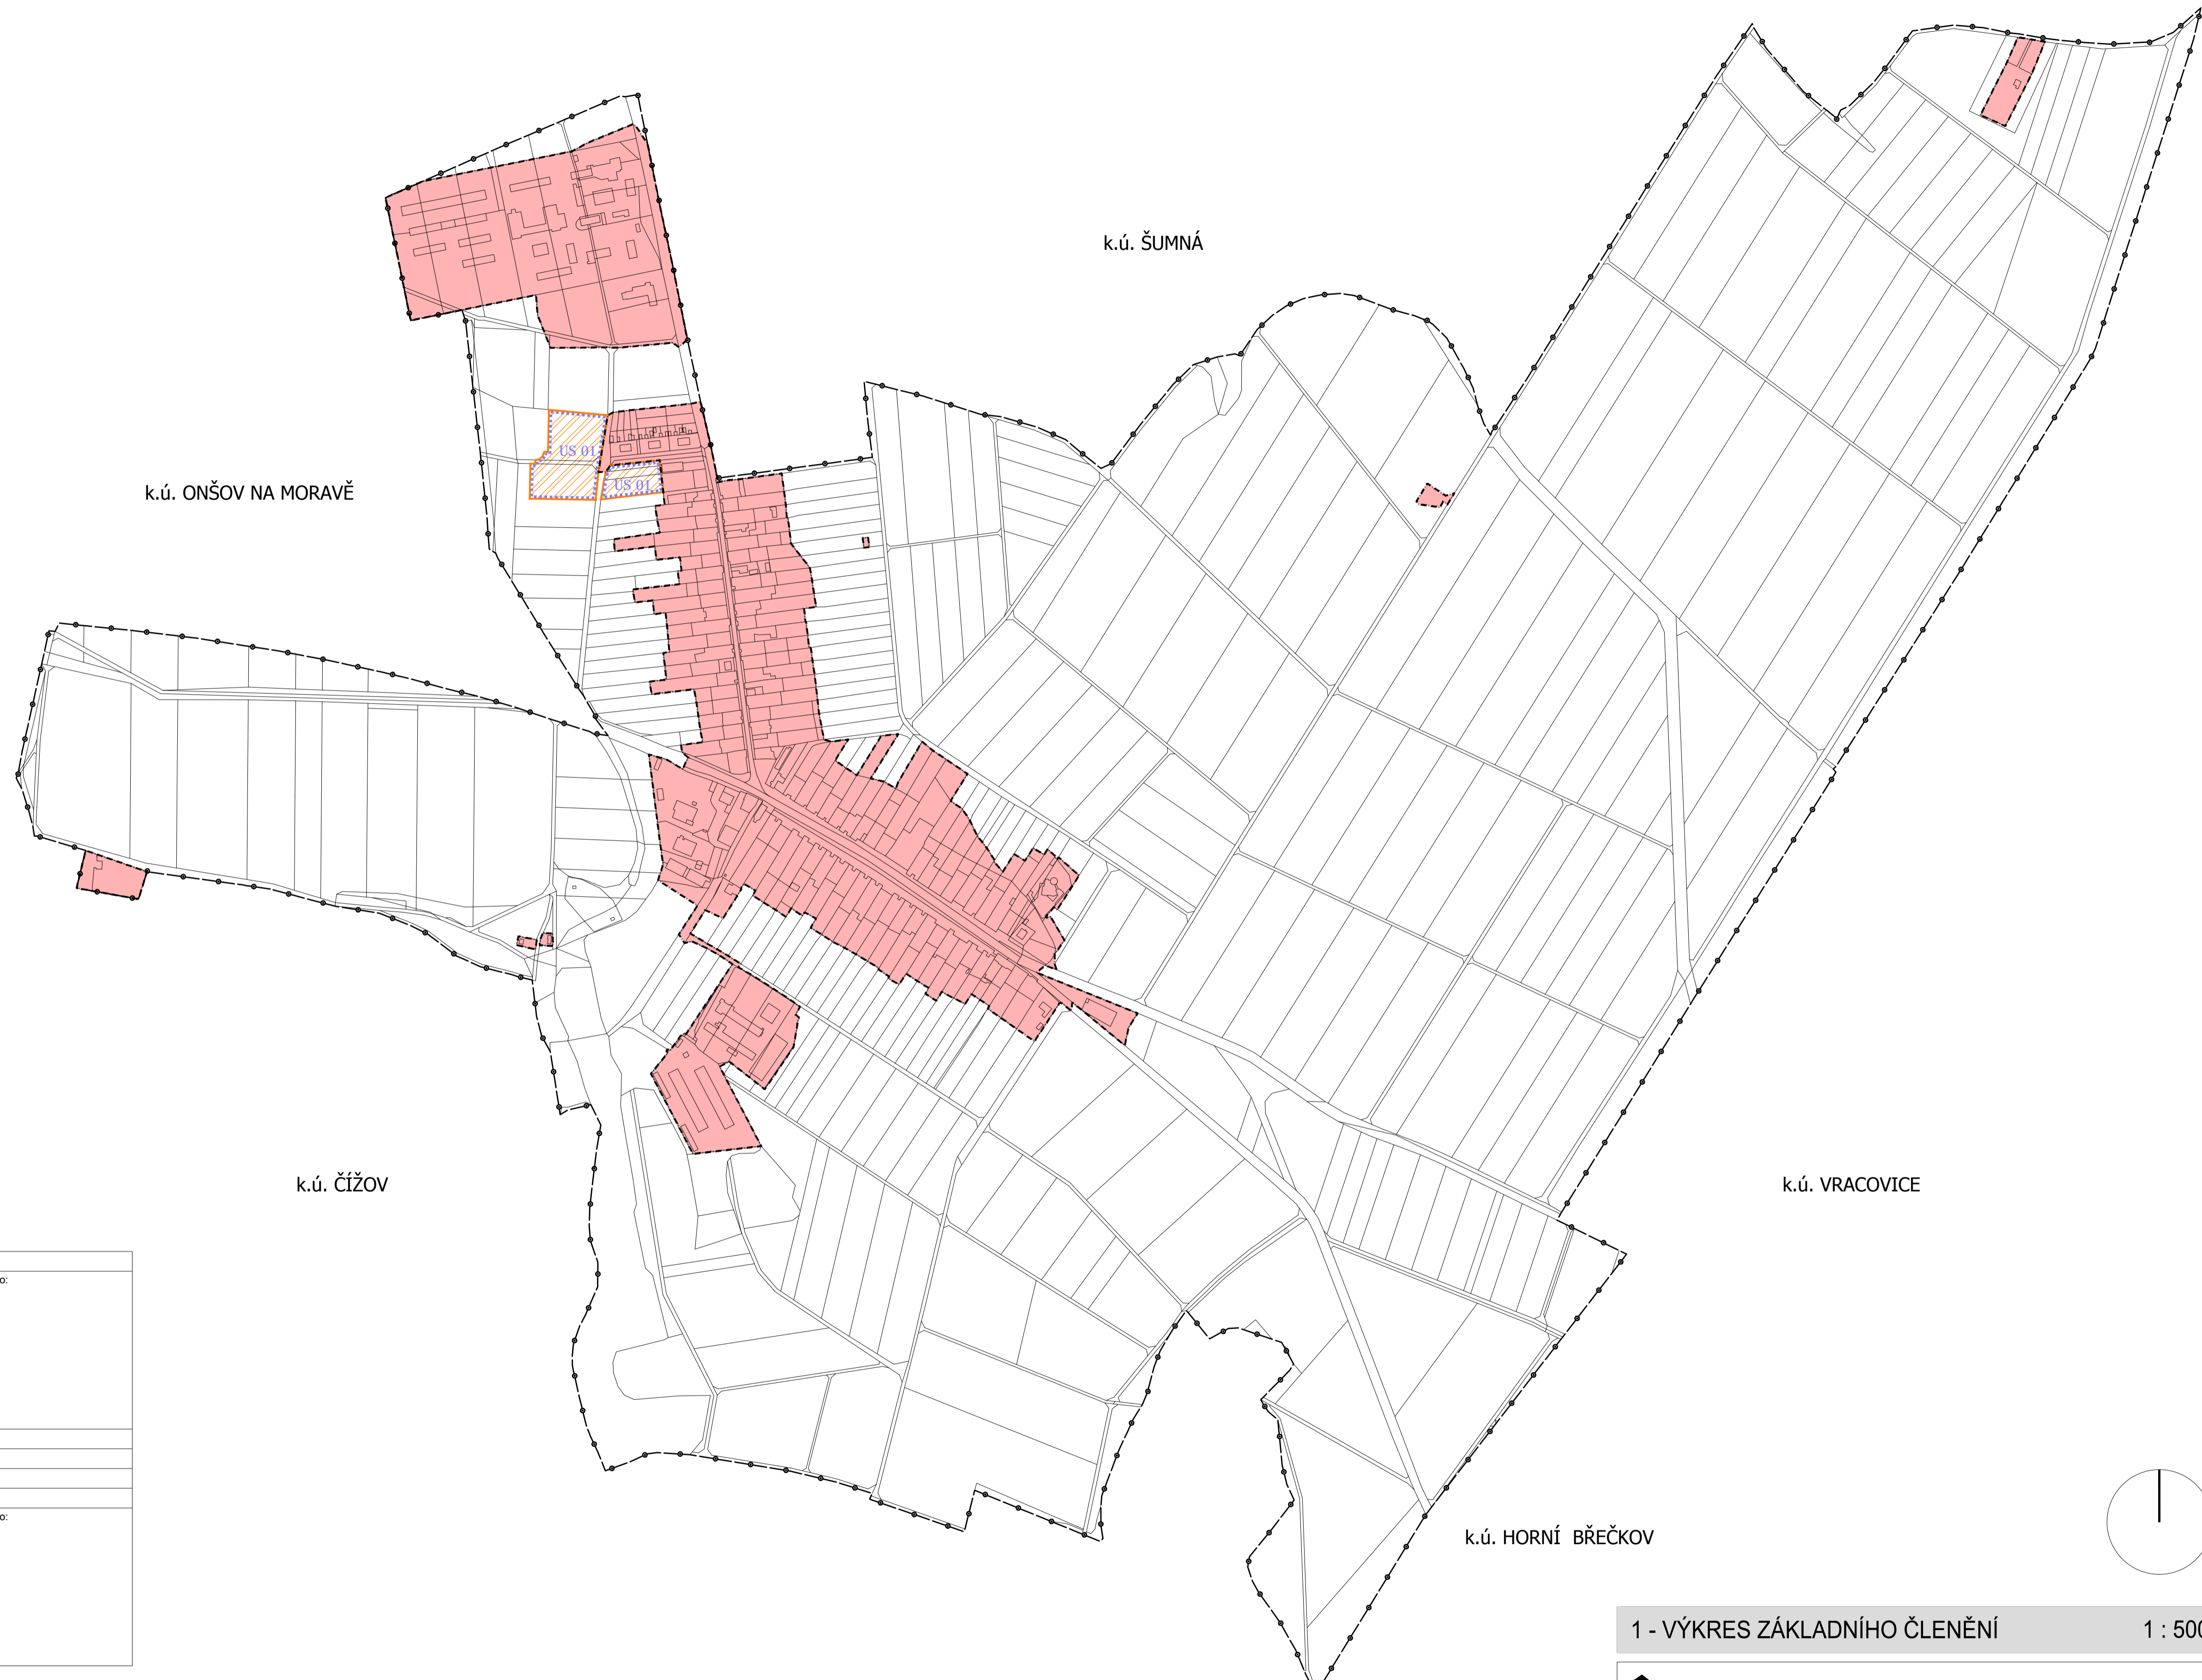 k.ú. ŠUMNÁ
US 01
US 01
k.ú. ONŠOV NA MORAVĚ
k.ú. ČÍŽOV
k.ú. VRACOVICE
o:
o:
k.ú. HORNÍ BŘEČKOV
1 - VÝKRES ZÁKLADNÍHO ČLENĚNÍ 1 : 500